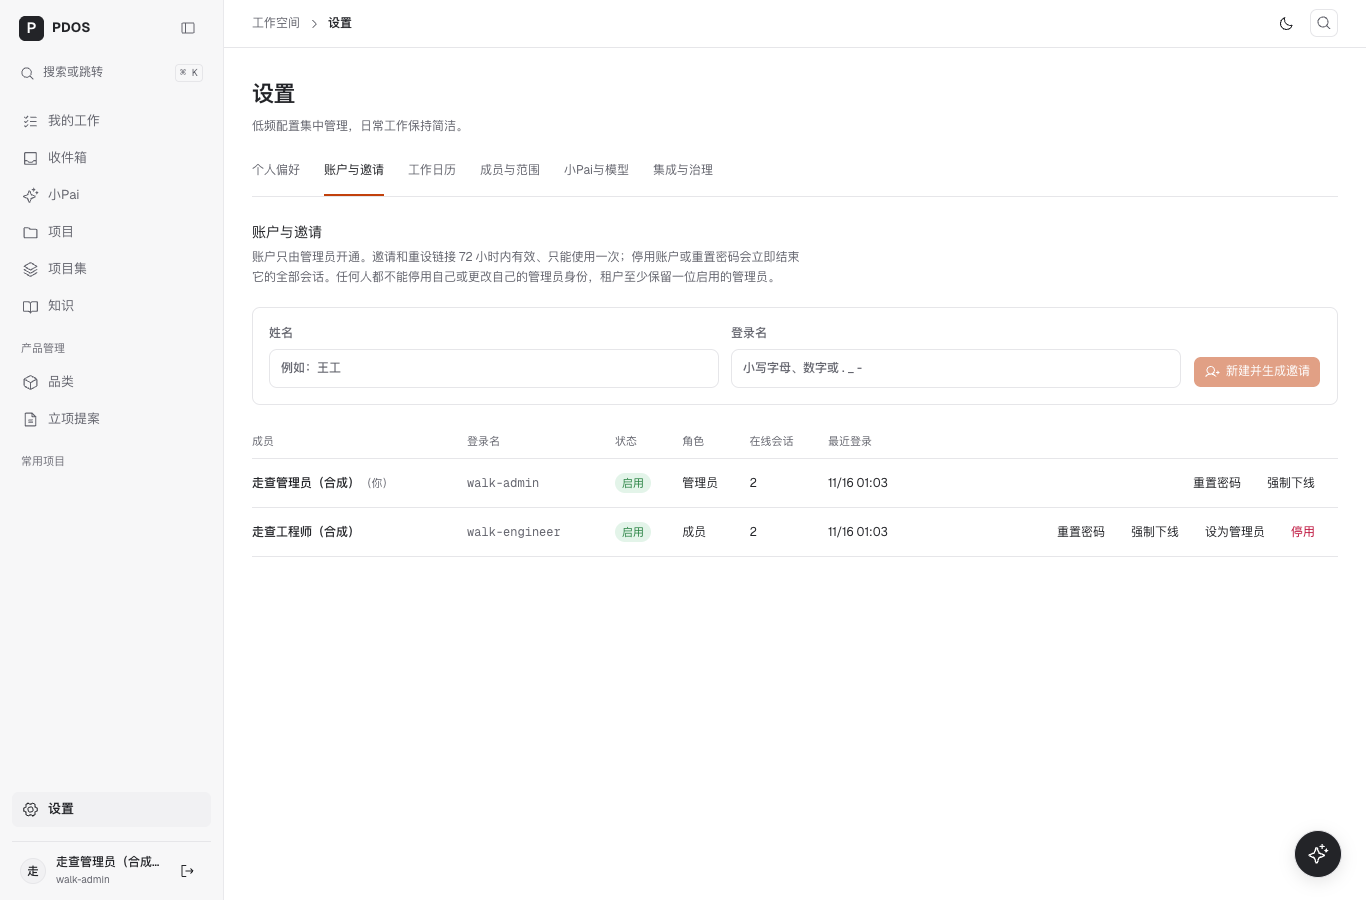 P PDOS
搜索或跳转 ⌘ K
我的工作
收件箱
小Pai
项目
项目集
知识
产品管理
品类
立项提案
常用项目
设置
走 走查管理员（合成...
walk-admin
工作空间 > 设置
设置
低频配置集中管理，日常工作保持简洁。
个人偏好 账户与邀请 工作日历 成员与范围 小Pai与模型 集成与治理
账户与邀请
账户只由管理员开通。邀请和重设链接 72 小时内有效、只能使用一次；停用账户或重置密码会立即结束
它的全部会话。任何人都不能停用自己或更改自己的管理员身份，租户至少保留一位启用的管理员。
姓名 登录名
例如：王工 小写字母、数字或 . _ - 新建并生成邀请
成员 登录名 状态 角色 在线会话 最近登录
走查管理员（合成）（你） walk-admin 启用 管理员 2 11/16 01:03 重置密码 强制下线
走查工程师（合成） walk-engineer 启用 成员 2 11/16 01:03 重置密码 强制下线 设为管理员 停用